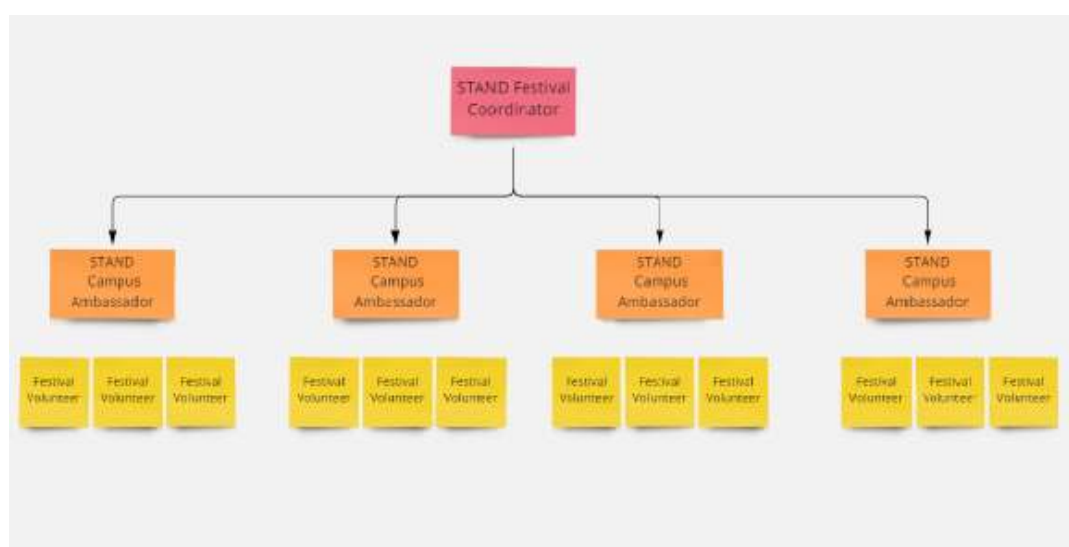 STAND Festival
Coordinator
STAND
Campus
Ambassador
STAND
Campus
Ambassador
STAND
Campus
Ambassador
STAND
Campus
Ambassador
Festival
Volunteer
Festival
Volunteer
Festival
Volunteer
Festival
Volunteer
Festival
Volunteer
Festival
Volunteer
Festival
Volunteer
Festival
Volunteer
Festival
Volunteer
Festival
Volunteer
Festival
Volunteer
Festival
Volunteer